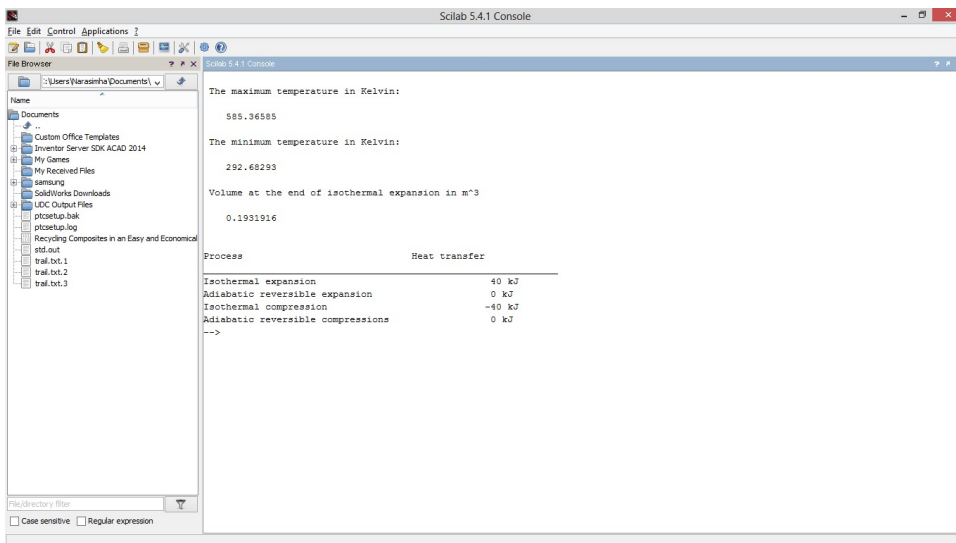 Scilab 5.4.1 Console
File Edit Control Applications ?
File Browser
Scilab 5.4.1 Console
:\Users\Narasimha\Documents\
Name
Documents
..
Custom Office Templates
Inventor Server SDK ACAD 2014
My Games
My Received Files
samsung
SolidWorks Downloads
UDC Output Files
ptcsetup.bak
ptcsetup.log
Recycling Composites in an Easy and Economical
std.out
trail.txt.1
trail.txt.2
trail.txt.3
File/directory filter
Case sensitive Regular expression
The maximum temperature in Kelvin:
585.36585
The minimum temperature in Kelvin:
292.68293
Volume at the end of isothermal expansion in m^3
0.1931916
Process Heat transfer
Isothermal expansion 40 kJ
Adiabatic reversible expansion 0 kJ
Isothermal compression -40 kJ
Adiabatic reversible compressions 0 kJ
-->